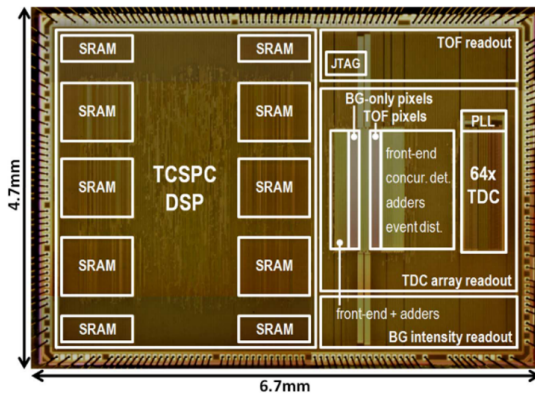 SRAM
SRAM
TOF readout
JTAG
BG-only pixels
TOF pixels
SRAM
SRAM
PLL
front-end
concur. det.
adders
event dist.
64x
TDC
TCSPC
DSP
SRAM
SRAM
4.7mm
SRAM
SRAM
TDC array readout
front-end + adders
SRAM
SRAM
BG intensity readout
6.7mm